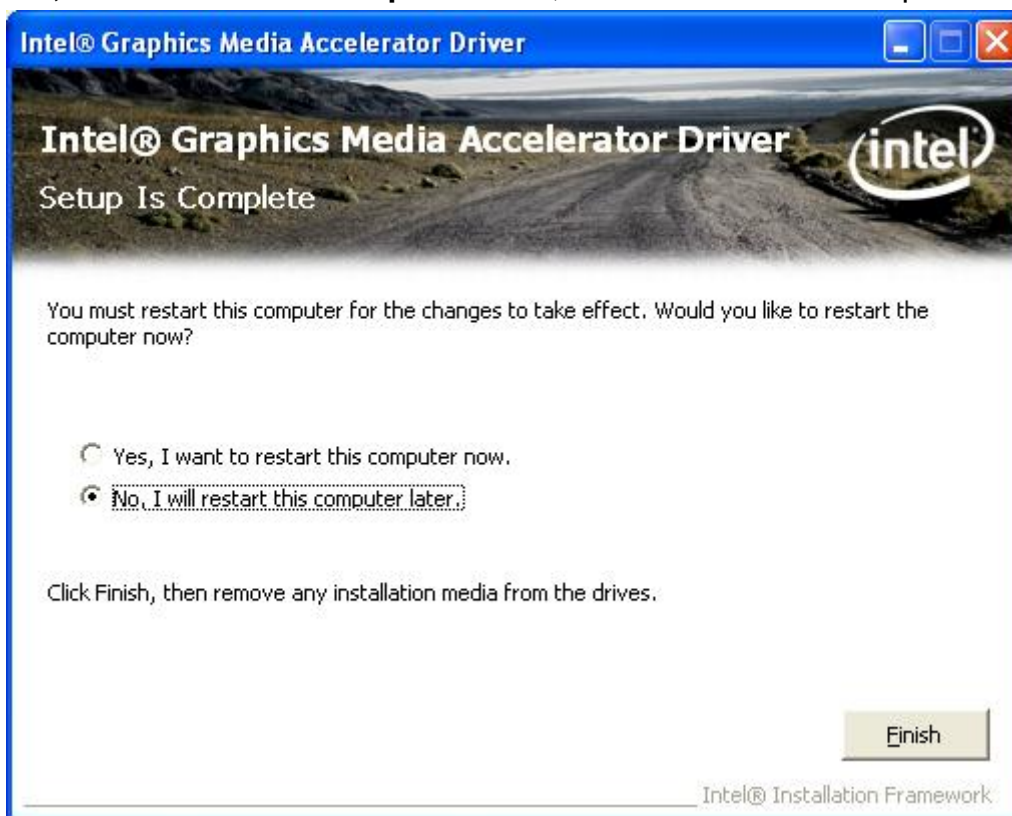 Intel® Graphics Media Accelerator Driver
Intel® Graphics Media Accelerator Driver
intel
Setup Is Complete
You must restart this computer for the changes to take effect. Would you like to restart the
computer now?
Yes, I want to restart this computer now.
No, I will restart this computer later.
Click Finish, then remove any installation media from the drives.
Finish
Intel® Installation Framework